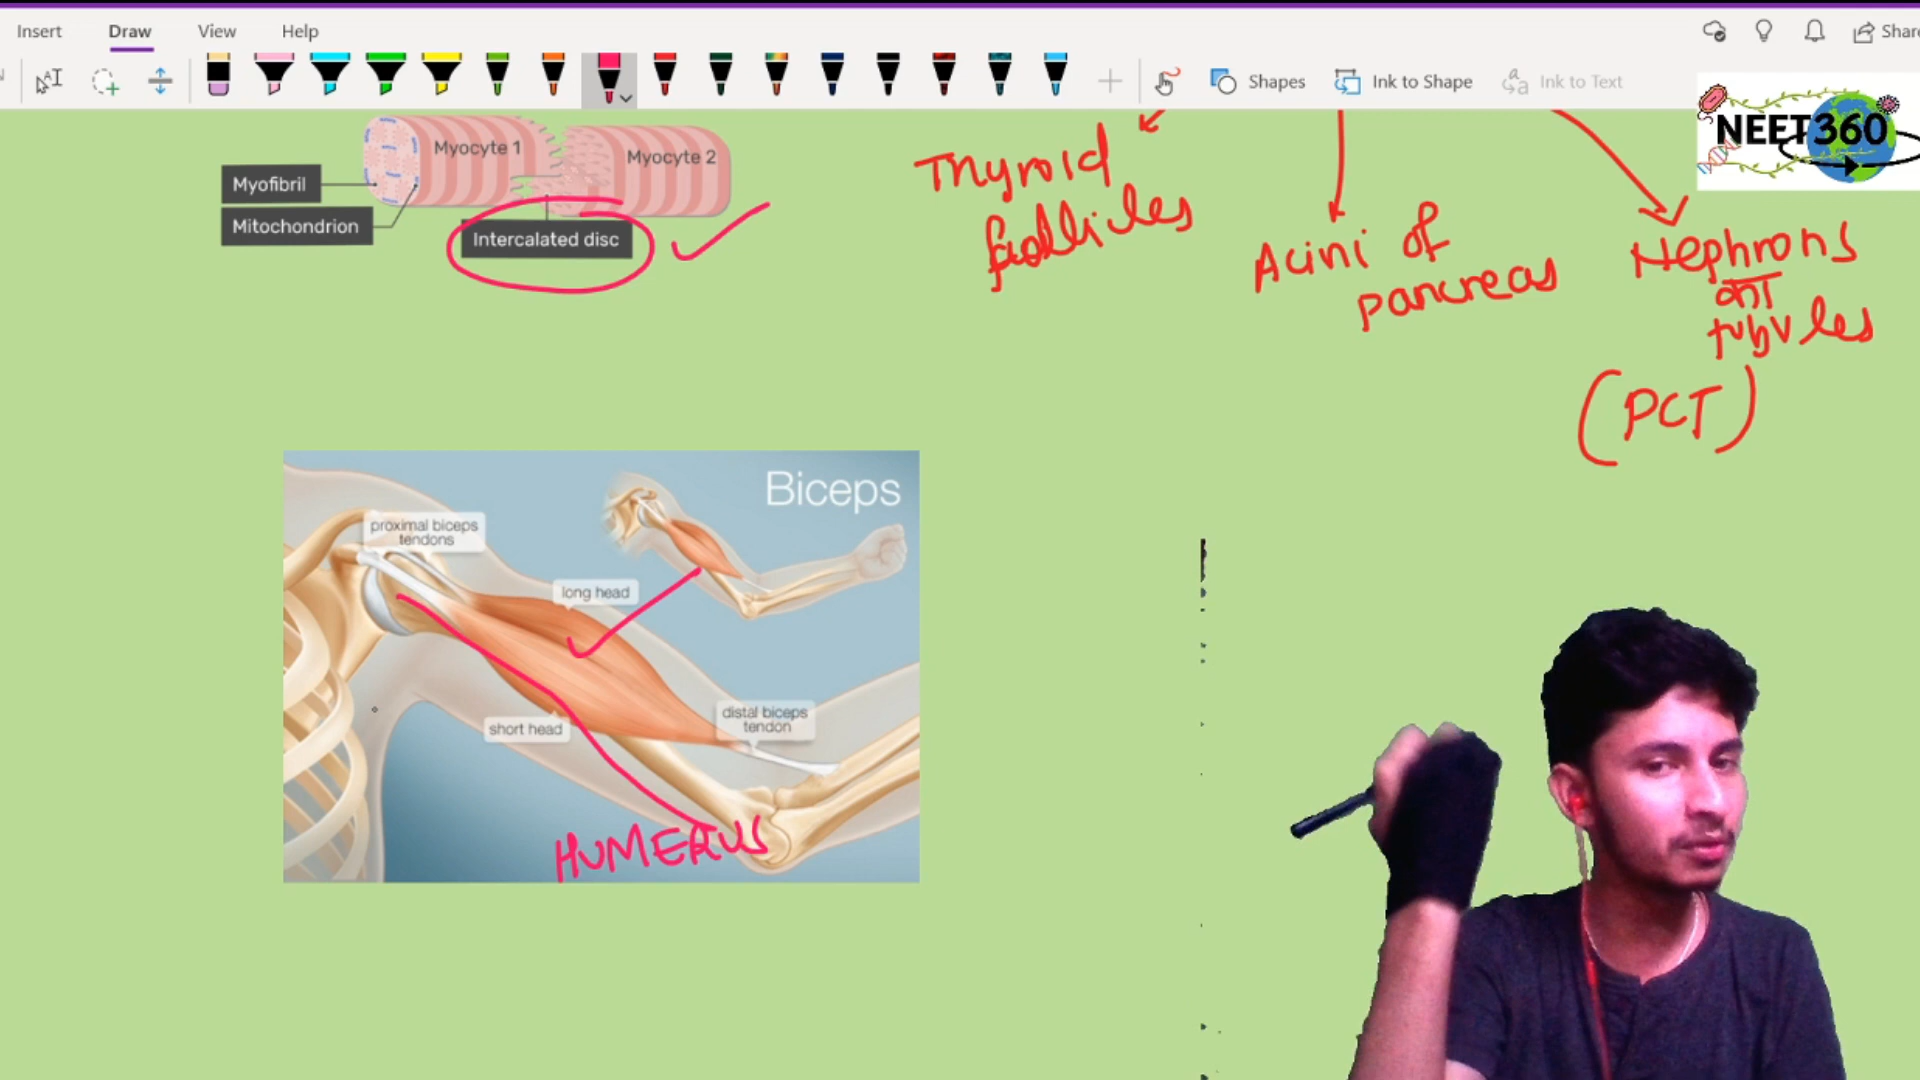 Insert
Draw
View
Help
Shapes
Ink to Shape
Ink to Text
Share
NEET360
Myocyte 1
Myocyte 2
Myofibril
Mitochondrion
Intercalated disc
Thyroid
follicles
Acini of
pancreas
Nephrons
tubules
(PCT)
Biceps
proximal biceps
tendons
long head
short head
distal biceps
tendon
HUMERUS